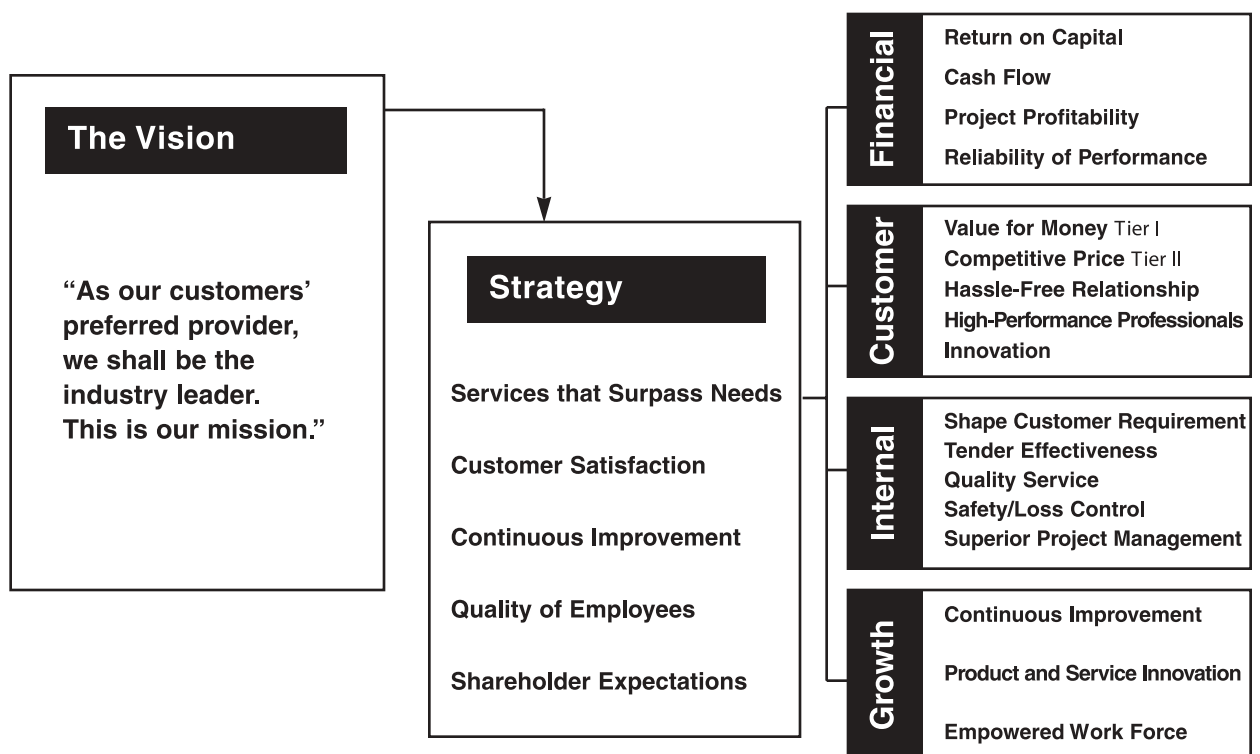 The Vision
“As our customers’
preferred provider,
we shall be the
industry leader.
This is our mission.”
Strategy
Services that Surpass Needs
Customer Satisfaction
Continuous Improvement
Quality of Employees
Shareholder Expectations
Financial
Return on Capital
Cash Flow
Project Profitability
Reliability of Performance
Customer
Value for Money Tier I
Competitive Price Tier II
Hassle-Free Relationship
High-Performance Professionals
Innovation
Internal
Shape Customer Requirement
Tender Effectiveness
Quality Service
Safety/Loss Control
Superior Project Management
Growth
Continuous Improvement
Product and Service Innovation
Empowered Work Force